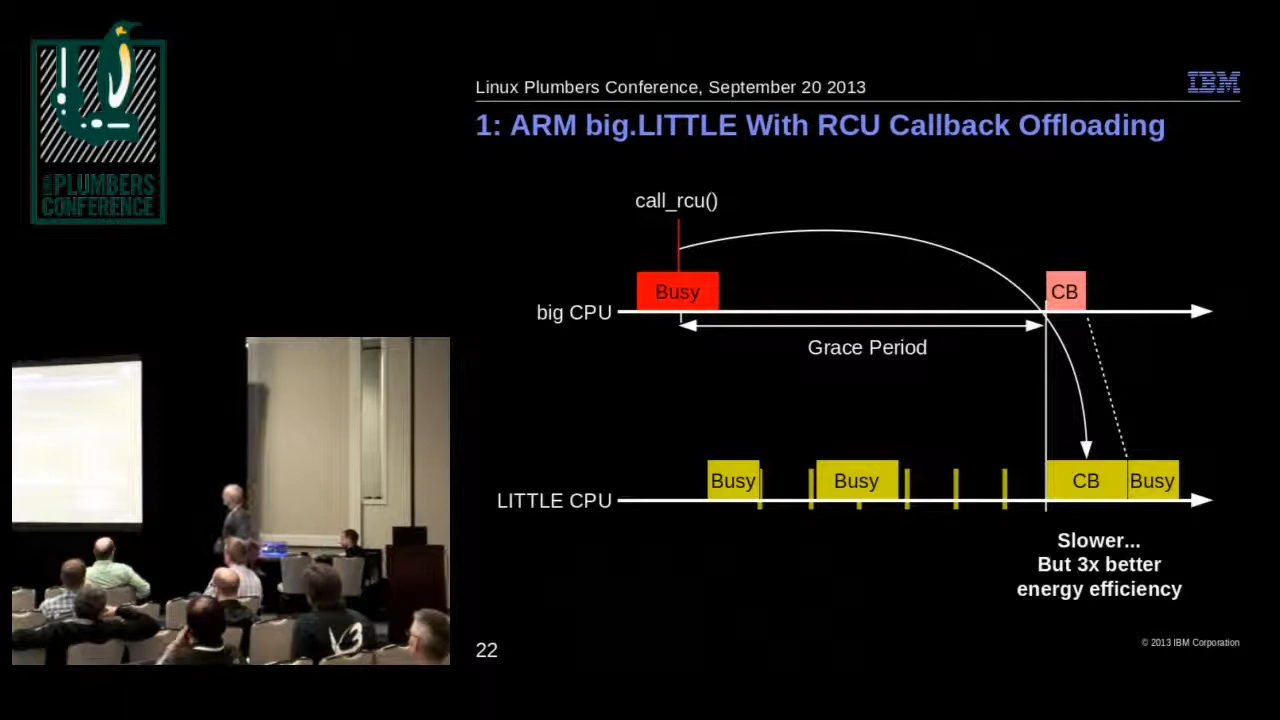 Linux Plumbers Conference, September 20 2013
IBM
1: ARM big.LITTLE With RCU Callback Offloading
LINUX
PLUMBERS
CONFERENCE
call_rcu()
Busy
CB
big CPU
Grace Period
Busy
Busy
CB
Busy
LITTLE CPU
Slower...
But 3x better
energy efficiency
V3
22
© 2013 IBM Corporation